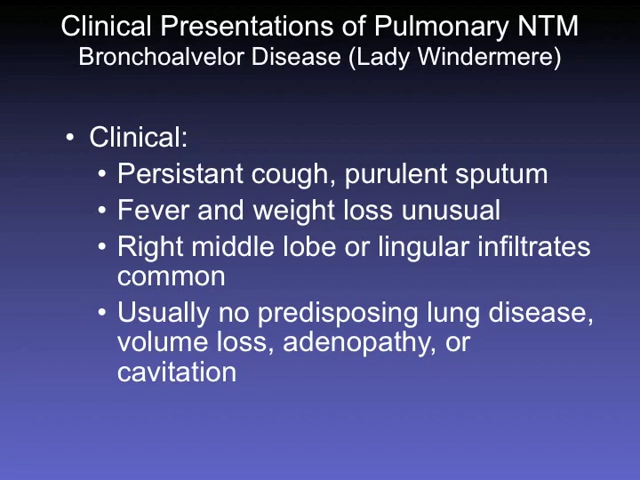 Clinical Presentations of Pulmonary NTM
Bronchoalvelor Disease (Lady Windermere)
• Clinical:
• Persistant cough, purulent sputum
• Fever and weight loss unusual
• Right middle lobe or lingular infiltrates
common
• Usually no predisposing lung disease,
volume loss, adenopathy, or
cavitation